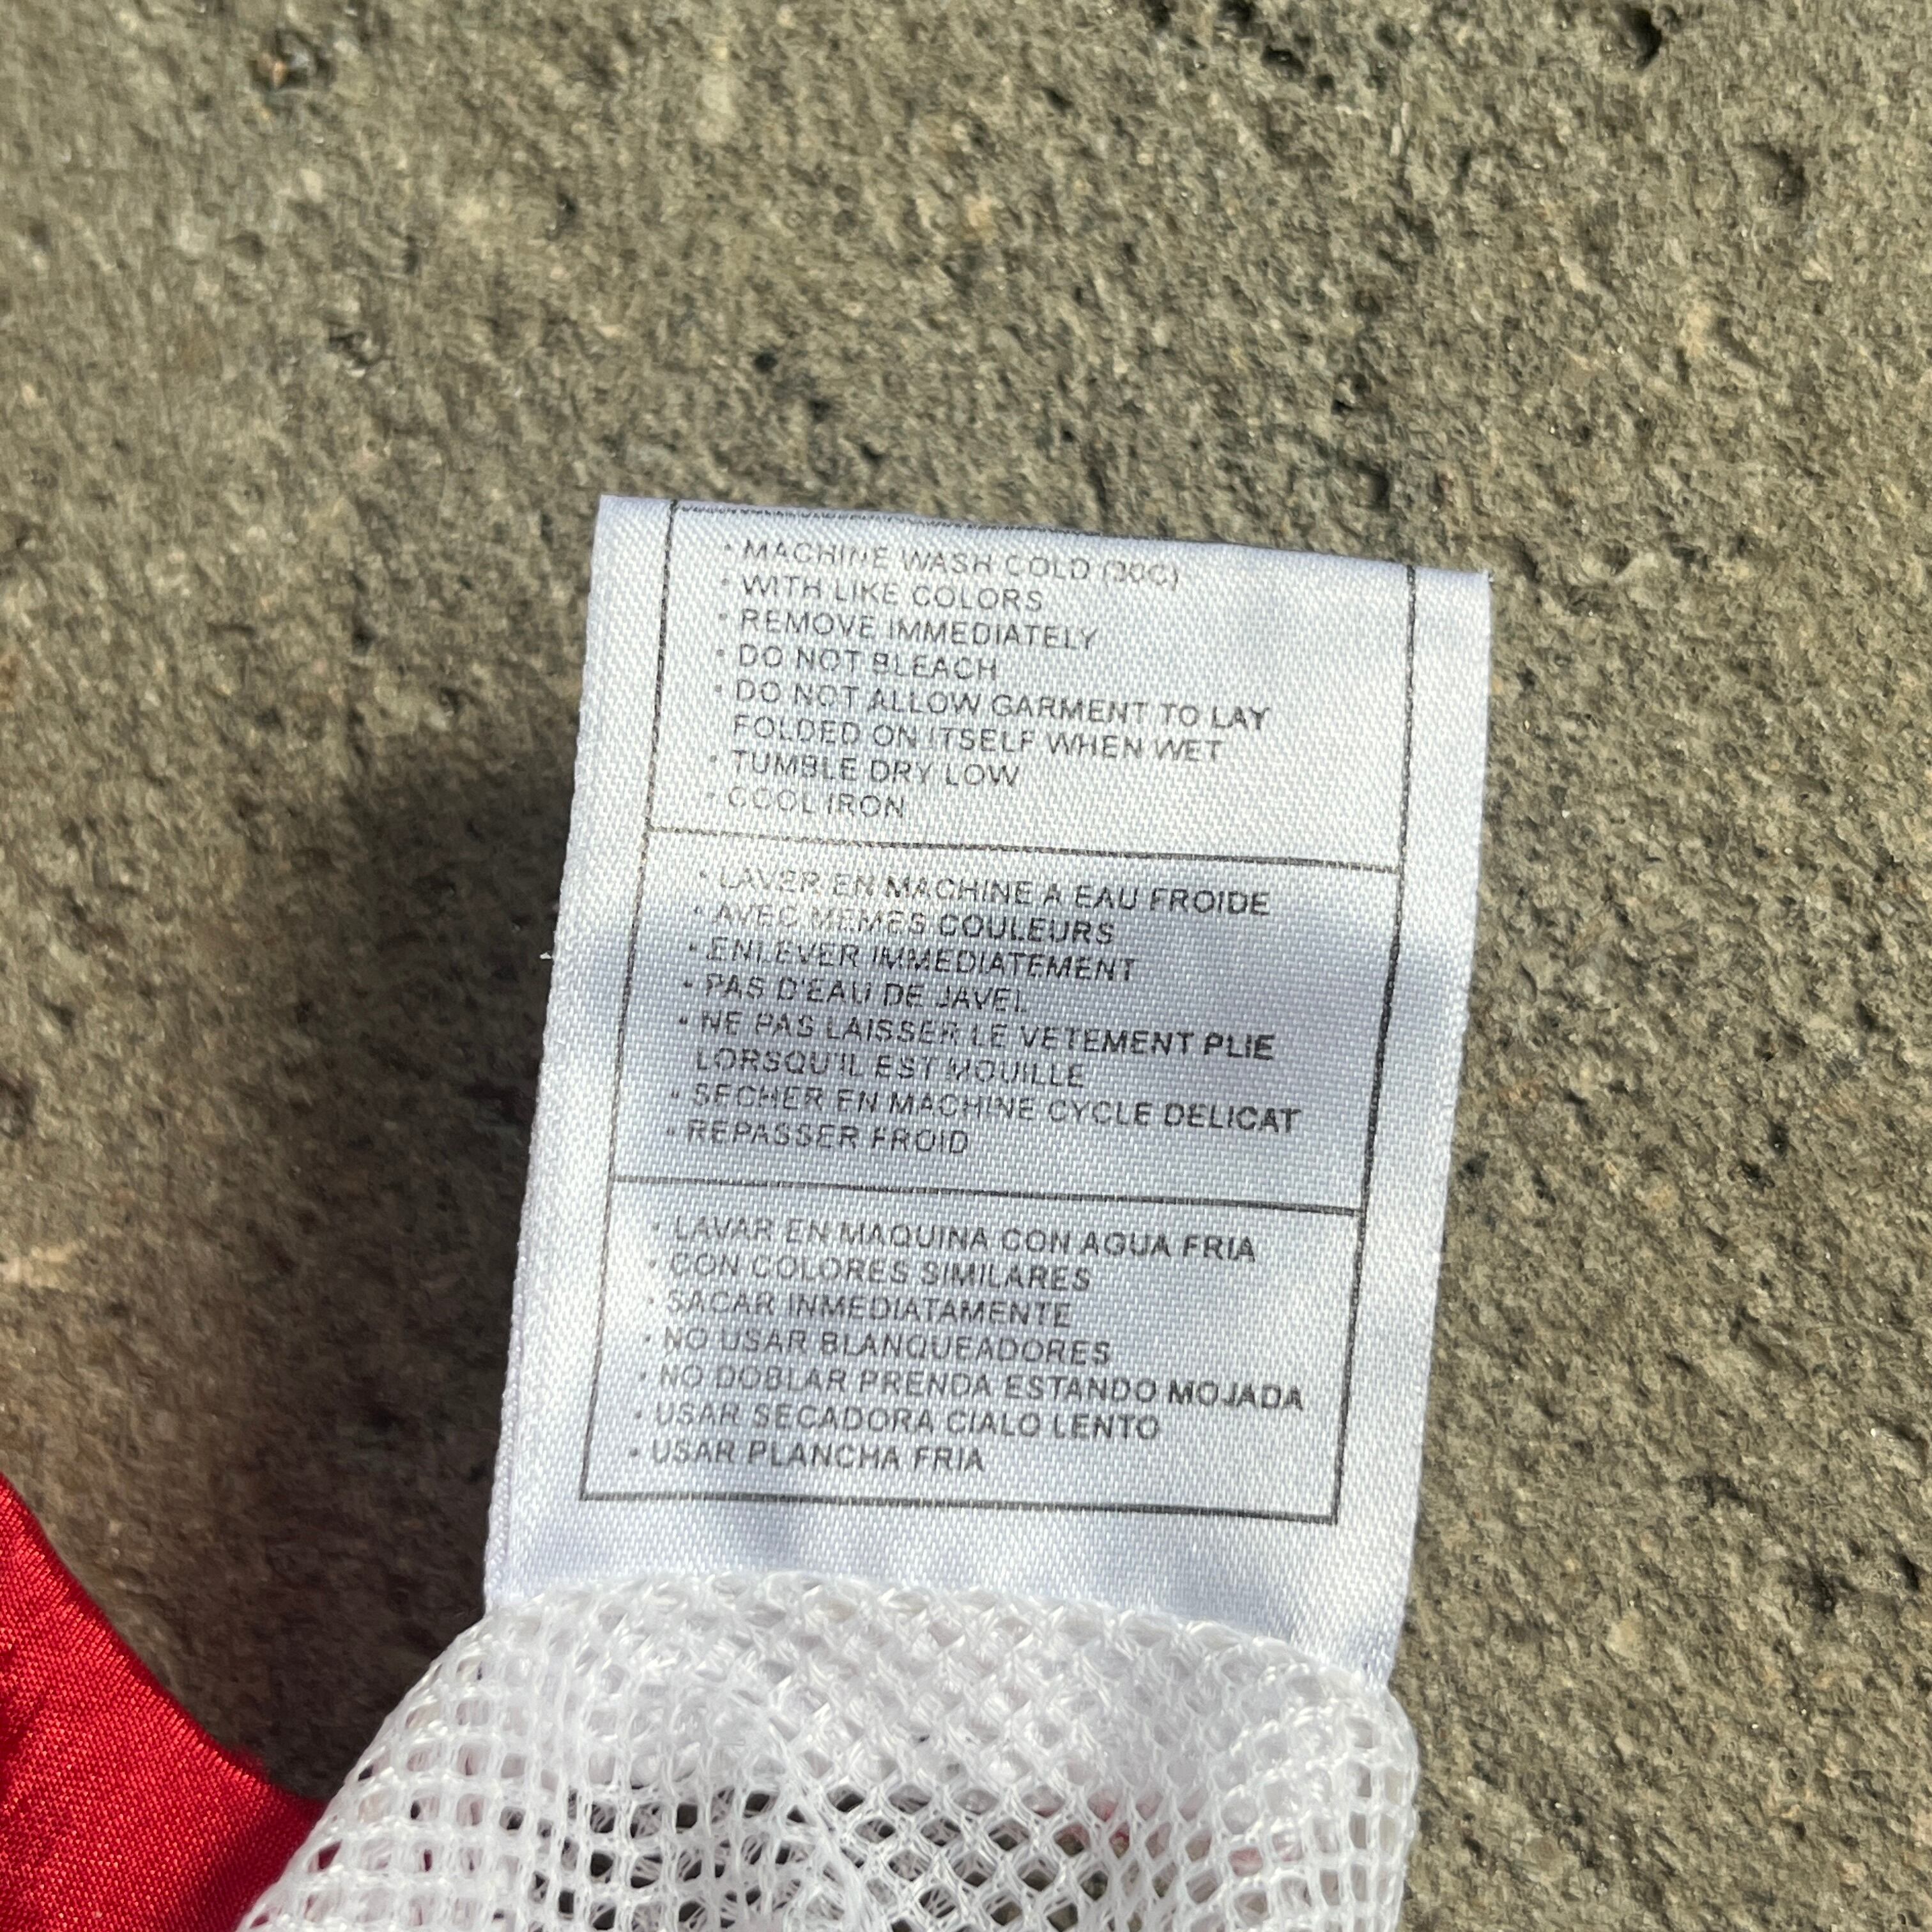 • MACHINE WASH COLD (30C)
• WITH LIKE COLORS
• REMOVE IMMEDIATELY
• DO NOT BLEACH
• DO NOT ALLOW GARMENT TO LAY
FOLDED ON ITSELF WHEN WET
• TUMBLE DRY LOW
• COOL IRON
• LAVER EN MACHINE A EAU FROIDE
• AVEC MEMES COULEURS
• ENLEVER IMMEDIATEMENT
• PAS D'EAU DE JAVEL
• NE PAS LAISSER LE VETEMENT PLIE
LORSQU'IL EST MOUILLE
• SECHER EN MACHINE CYCLE DELICAT
• REPASSER FROID
• LAVAR EN MAQUINA CON AGUA FRIA
• CON COLORES SIMILARES
• SACAR INMEDIATAMENTE
• NO USAR BLANQUEADORES
• NO DOBLAR PRENDA ESTANDO MOJADA
• USAR SECADORA CIALO LENTO
• USAR PLANCHA FRIA